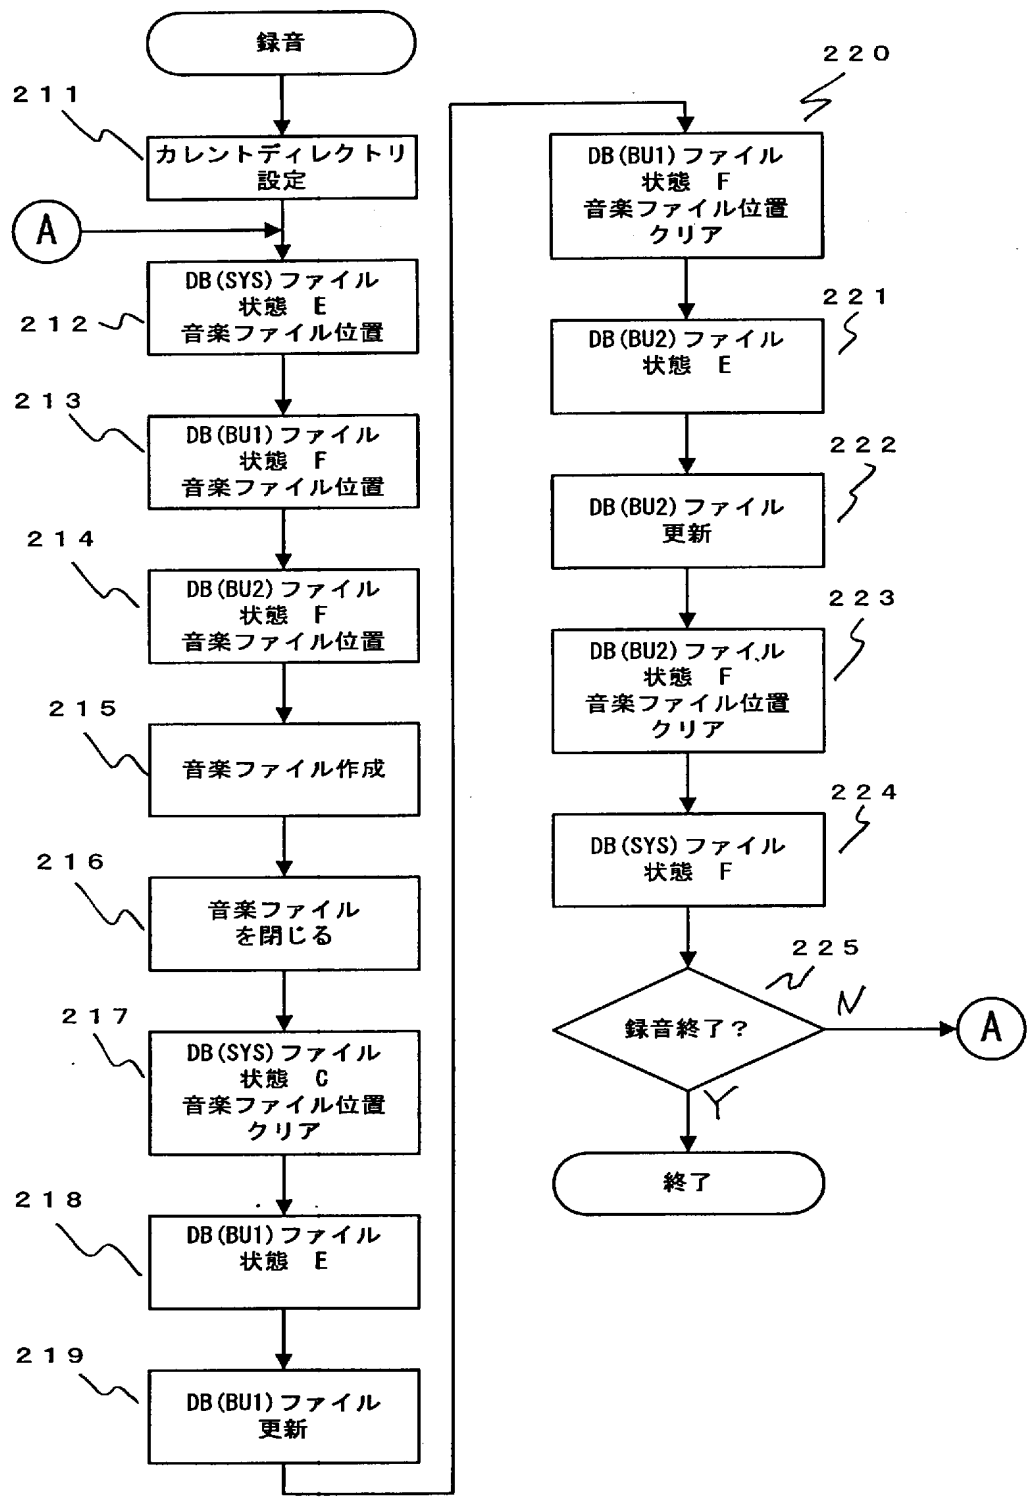 録音
211
カレントディレクトリ
設定
A
212
DB(SYS)ファイル
状態 E
音楽ファイル位置
213
DB(BU1)ファイル
状態 F
音楽ファイル位置
214
DB(BU2)ファイル
状態 F
音楽ファイル位置
215
音楽ファイル作成
216
音楽ファイル
を閉じる
217
DB(SYS)ファイル
状態 C
音楽ファイル位置
クリア
218
DB(BU1)ファイル
状態 E
219
DB(BU1)ファイル
更新
220
DB(BU1)ファイル
状態 F
音楽ファイル位置
クリア
221
DB(BU2)ファイル
状態 E
222
DB(BU2)ファイル
更新
223
DB(BU2)ファイル
状態 F
音楽ファイル位置
クリア
224
DB(SYS)ファイル
状態 F
225
録音終了?
N
A
Y
終了